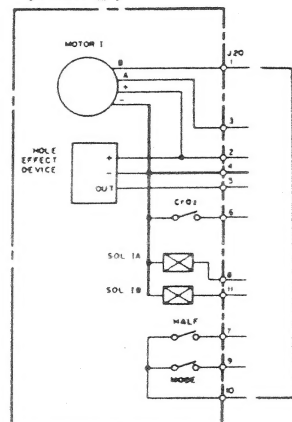 MOTOR I
B
A
+
-
J20
1
3
2
4
5
HOLE
EFFECT
DEVICE
+
-
OUT
CrO2
6
SOL IA
8
SOL IB
11
HALF
7
9
MODE
10